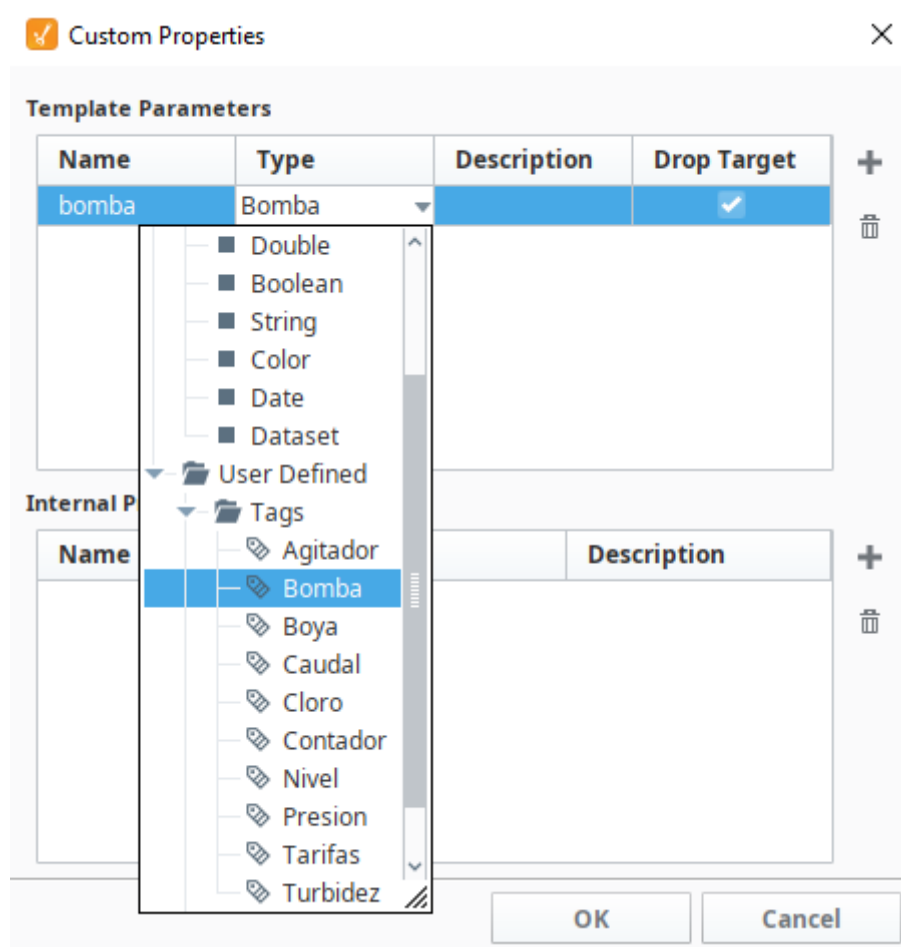 Custom Properties
Template Parameters
Name Type Description Drop Target
bomba Bomba
Double
Boolean
String
Color
Date
Dataset
User Defined
Internal P
Tags
Name Description
Agitador
Bomba
Boya
Caudal
Cloro
Contador
Nivel
Presion
Tarifas
Turbidez
OK Cancel